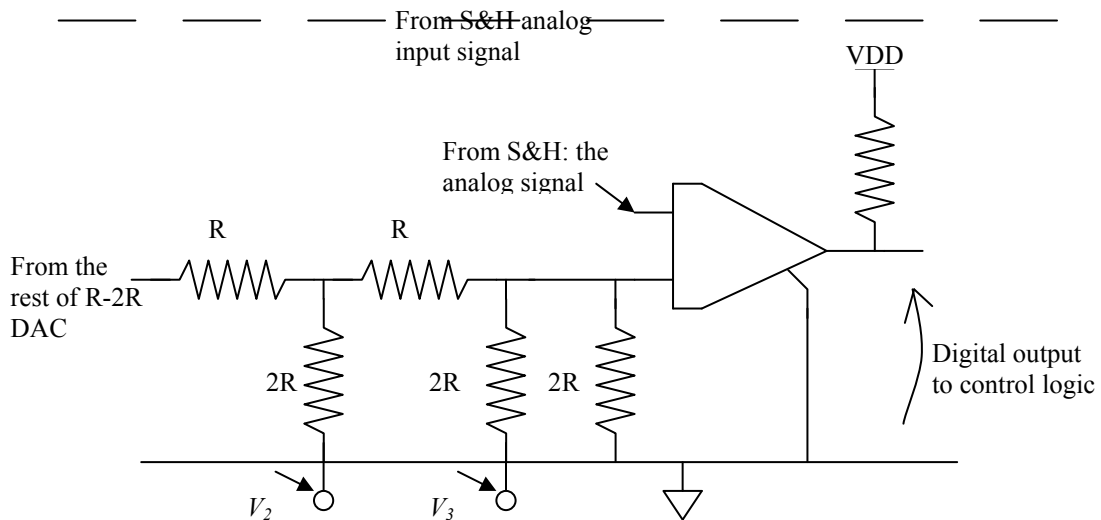 From S&H analog
input signal
VDD
From S&H: the
analog signal
R
R
From the
rest of R-2R
DAC
2R
2R
2R
Digital output
to control logic
V2
V3